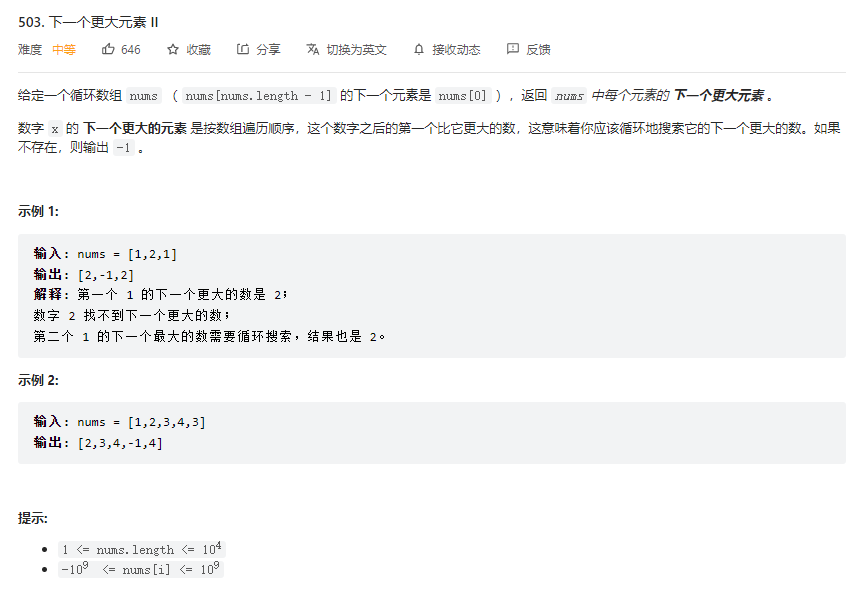 503. 下一个更大元素 II
难度 中等 646 收藏 分享 切换为英文 接收动态 反馈
给定一个循环数组 nums （ nums[nums.length - 1] 的下一个元素是 nums[0] ），返回 nums 中每个元素的 下一个更大元素 。
数字 x 的 下一个更大的元素 是按数组遍历顺序，这个数字之后的第一个比它更大的数，这意味着你应该循环地搜索它的下一个更大的数。如果
不存在，则输出 -1 。
示例 1:
输入: nums = [1,2,1]
输出: [2,-1,2]
解释: 第一个 1 的下一个更大的数是 2；
数字 2 找不到下一个更大的数；
第二个 1 的下一个最大的数需要循环搜索，结果也是 2。
示例 2:
输入: nums = [1,2,3,4,3]
输出: [2,3,4,-1,4]
提示:
1 <= nums.length <= 10⁴
-10⁹ <= nums[i] <= 10⁹